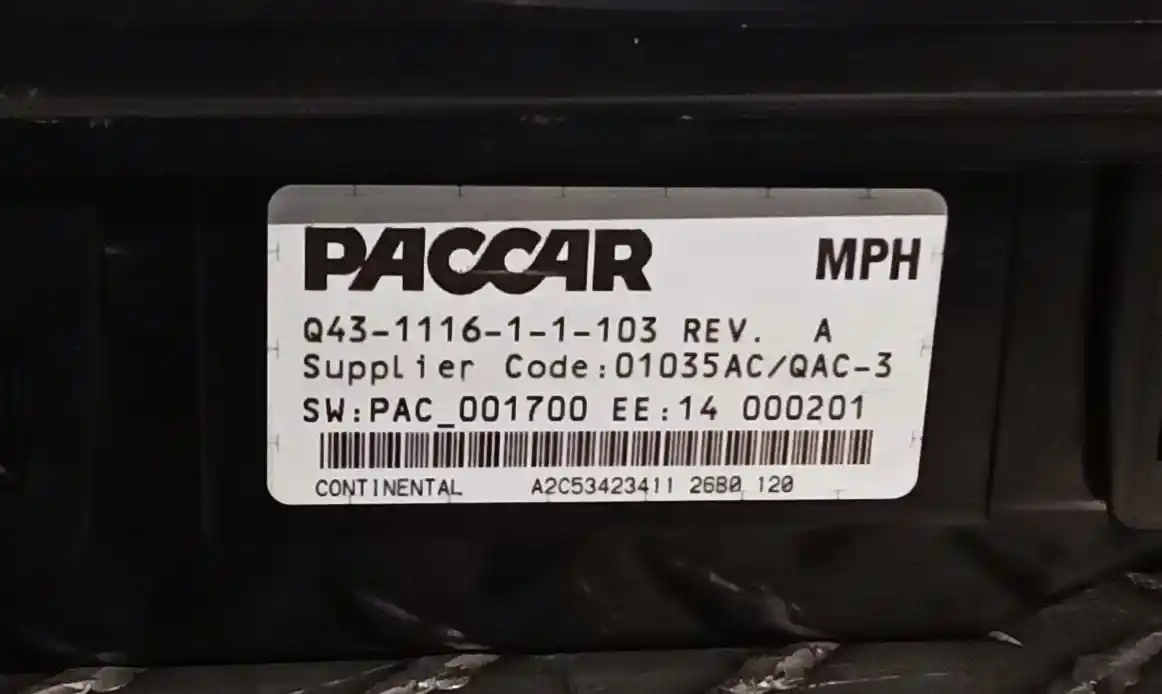 PACCAR MPH
Q43-1116-1-1-103 REV. A
Supplier Code:01035AC/QAC-3
SW:PAC_001700 EE:14 000201
CONTINENTAL A2C53423411 26B0 120